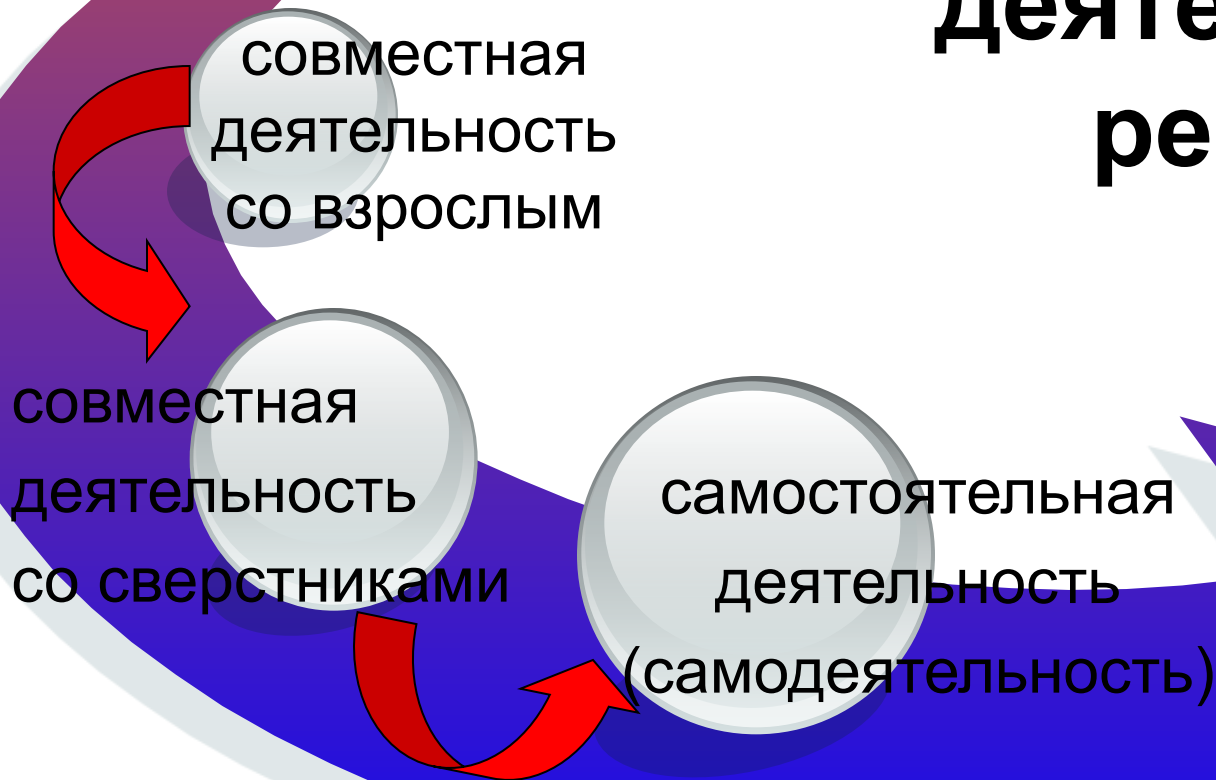 совместная
деятельность
со взрослым
совместная
деятельность
со сверстниками
самостоятельная
деятельность
(самодеятельность)